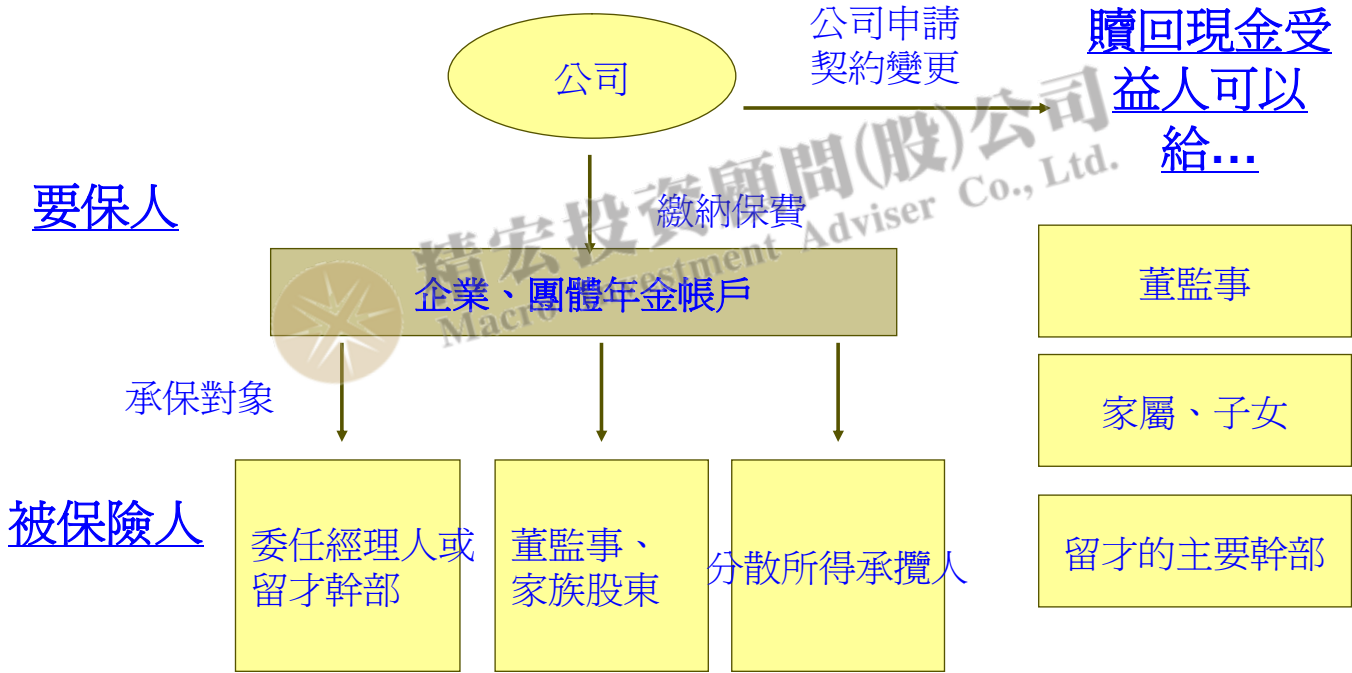 公司
公司申請
契約變更
贖回現金受
益人可以
給...
要保人
繳納保費
精宏投資顧問(股)公司
Macro Investment Adviser Co., Ltd.
企業、團體年金帳戶
董監事
承保對象
家屬、子女
被保險人
委任經理人或
留才幹部
董監事、
家族股東
分散所得承攬人
留才的主要幹部